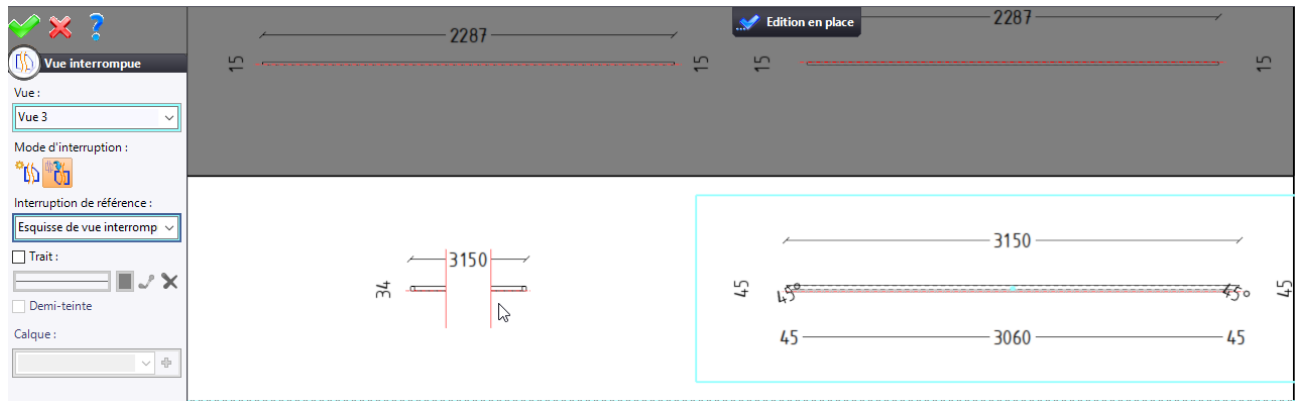 Vue interrompue
Vue :
Vue 3
Mode d'interruption :
Interruption de référence :
Esquisse de vue interromp
Trait :
Demi-teinte
Calque :
Edition en place
2287
15
15
2287
15
15
3150
34
3150
45
45°
45°
45
45
3060
45